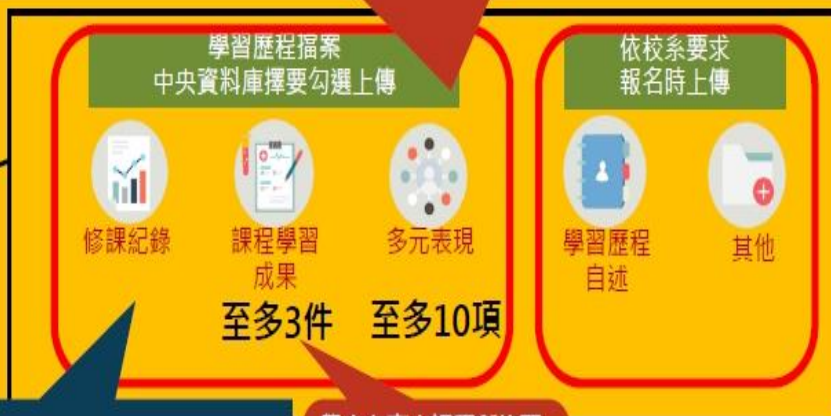 學習歷程檔案
中央資料庫擇要勾選上傳
依校系要求
報名時上傳
修課紀錄
課程學習
成果
多元表現
學習歷程
自述
其他
至多3件
至多10項